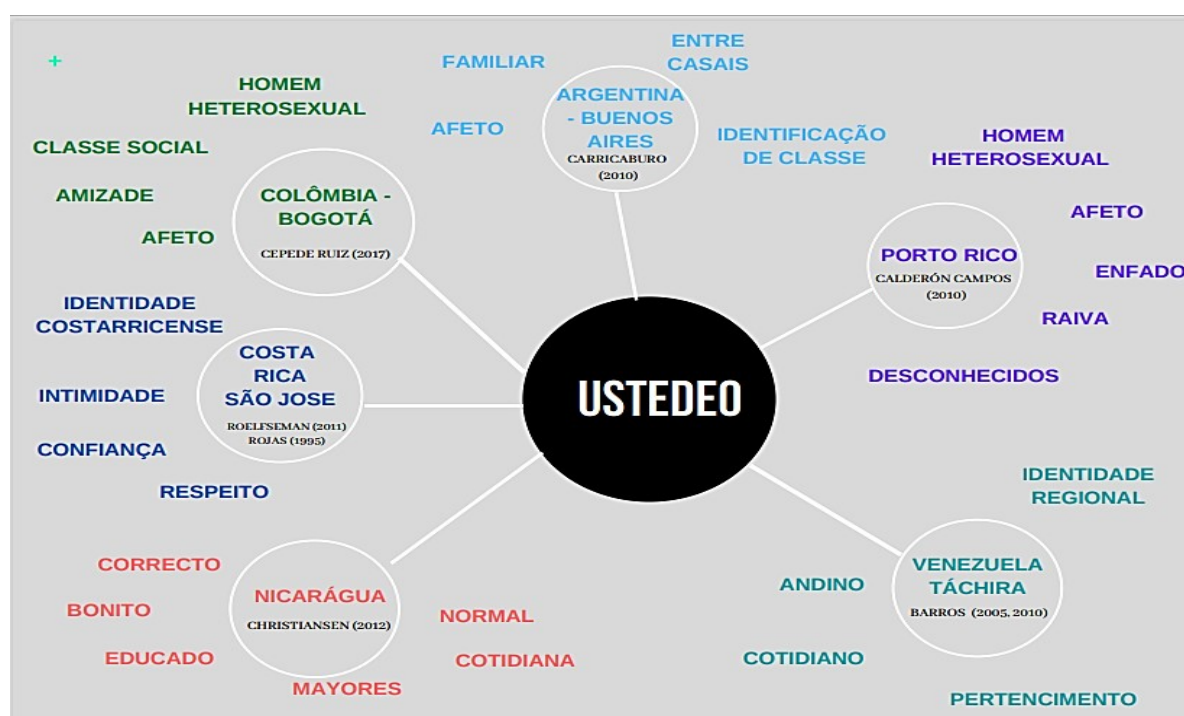 +
FAMILIAR
ENTRE
CASAIS
AFETO
ARGENTINA
- BUENOS
AIRES
CARRICABURO
(2010)
IDENTIFICAÇÃO
DE CLASSE
HOMEM
HETEROSEXUAL
CLASSE SOCIAL
AMIZADE
AFETO
COLÔMBIA -
BOGOTÁ
CEPEDE RUIZ (2017)
HOMEM
HETEROSEXUAL
AFETO
PORTO RICO
CALDERÓN CAMPOS
(2010)
ENFADO
RAIVA
DESCONHECIDOS
IDENTIDADE
COSTARRICENSE
COSTA
RICA
SÃO JOSE
ROELFSEMAN (2011)
ROJAS (1995)
INTIMIDADE
CONFIANÇA
RESPEITO
USTEDEO
IDENTIDADE
REGIONAL
VENEZUELA
TÁCHIRA
BARROS (2005, 2010)
ANDINO
COTIDIANO
PERTENCIMENTO
CORRECTO
BONITO
EDUCADO
NICARÁGUA
CHRISTIANSEN (2012)
NORMAL
COTIDIANA
MAYORES